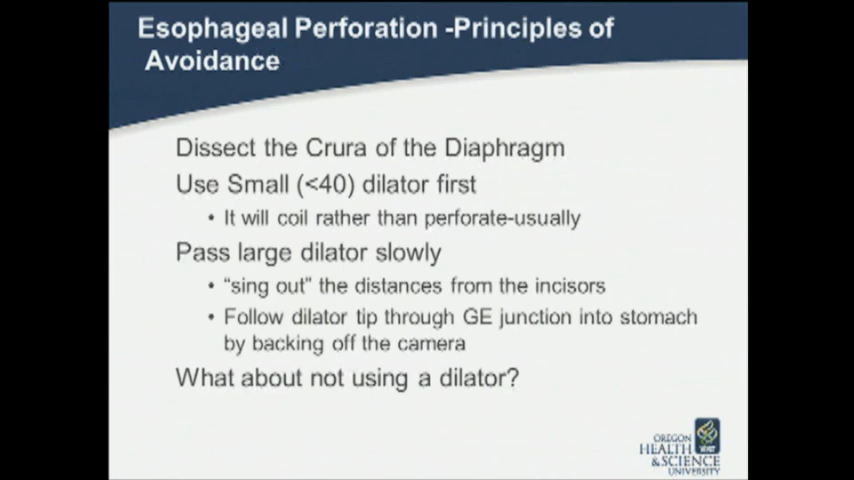 Esophageal Perforation -Principles of
Avoidance
Dissect the Crura of the Diaphragm
Use Small (<40) dilator first
• It will coil rather than perforate-usually
Pass large dilator slowly
• “sing out” the distances from the incisors
• Follow dilator tip through GE junction into stomach
by backing off the camera
What about not using a dilator?
OREGON
HEALTH
&SCIENCE
UNIVERSITY